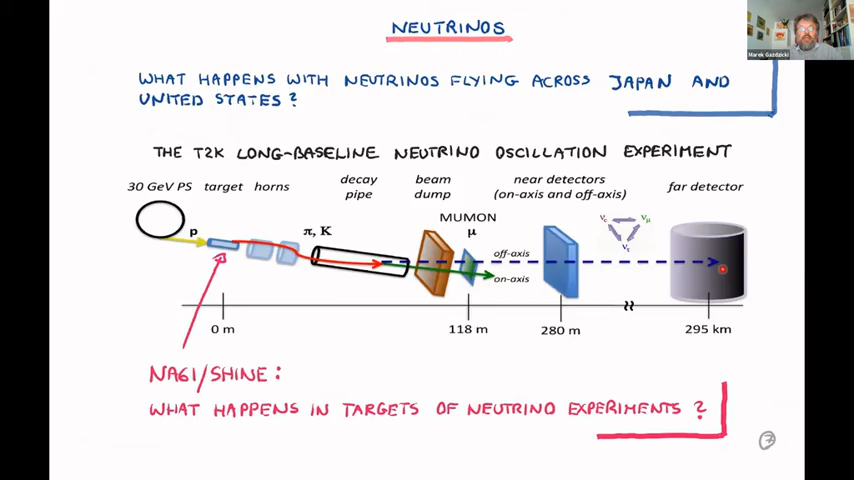 NEUTRINOS
Marek Gazdzicki
WHAT HAPPENS WITH NEUTRINOS FLYING ACROSS JAPAN AND
UNITED STATES?
THE T2K LONG-BASELINE NEUTRINO OSCILLATION EXPERIMENT
30 GeV PS target horns decay pipe beam dump near detectors (on-axis and off-axis) far detector
p
π, K
MUMON
μ
off-axis
on-axis
νe νμ
ντ
0 m 118 m 280 m 295 km
NA61/SHINE:
WHAT HAPPENS IN TARGETS OF NEUTRINO EXPERIMENTS?
7